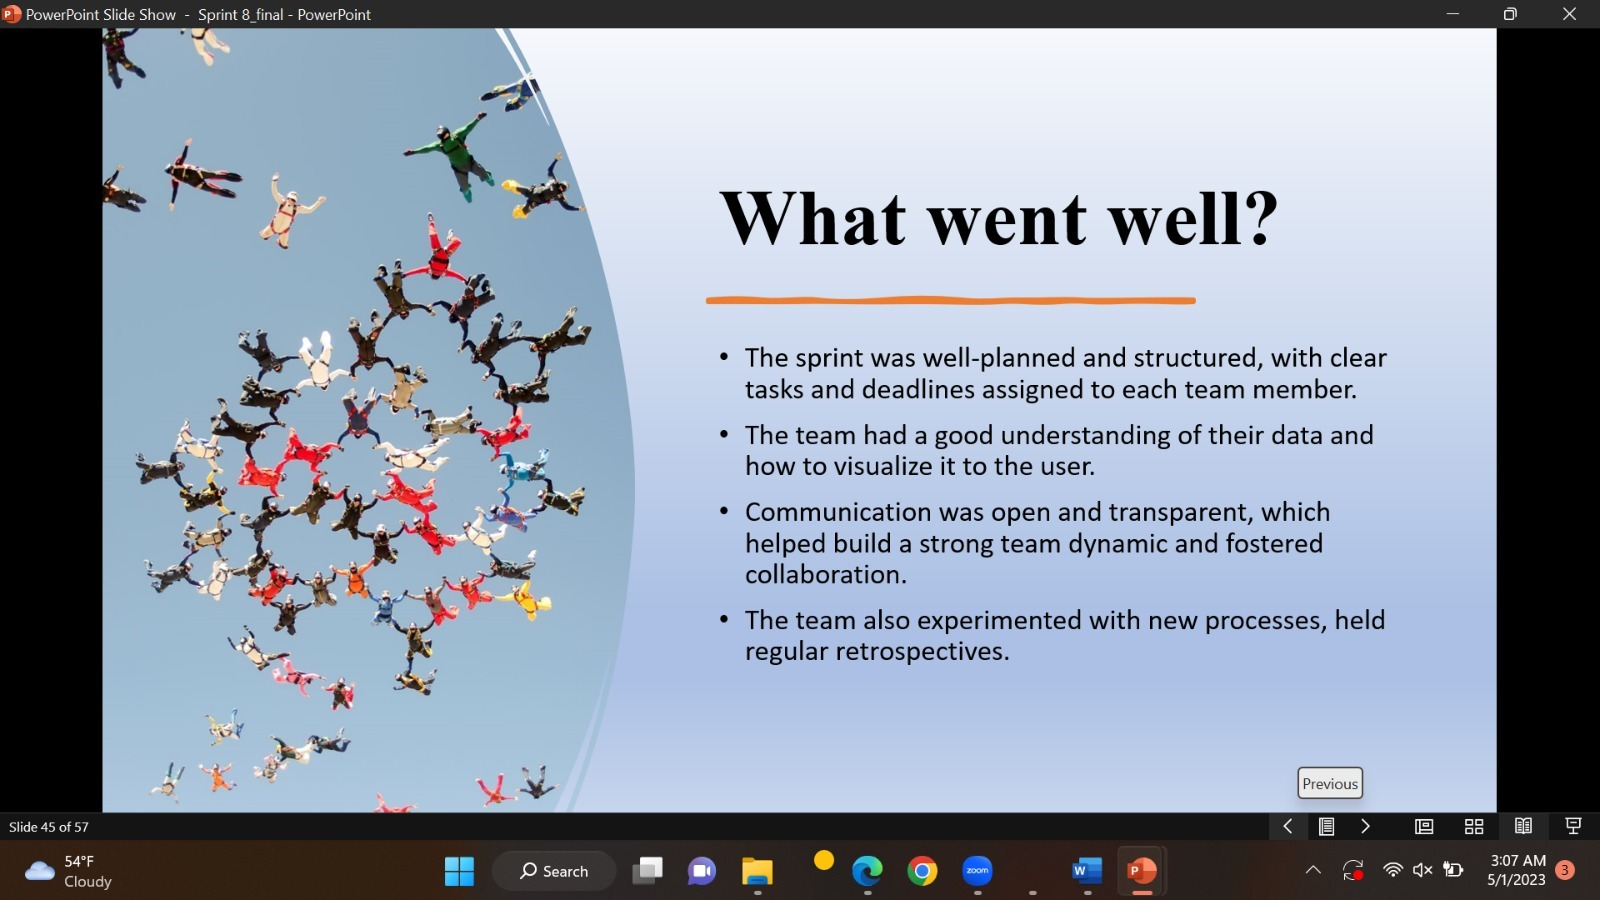 PowerPoint Slide Show - Sprint 8_final - PowerPoint
What went well?
• The sprint was well-planned and structured, with clear
tasks and deadlines assigned to each team member.
• The team had a good understanding of their data and
how to visualize it to the user.
• Communication was open and transparent, which
helped build a strong team dynamic and fostered
collaboration.
• The team also experimented with new processes, held
regular retrospectives.
Previous
Slide 45 of 57
54°F
Cloudy
Search
zoom
W
P
3:07 AM
5/1/2023
3